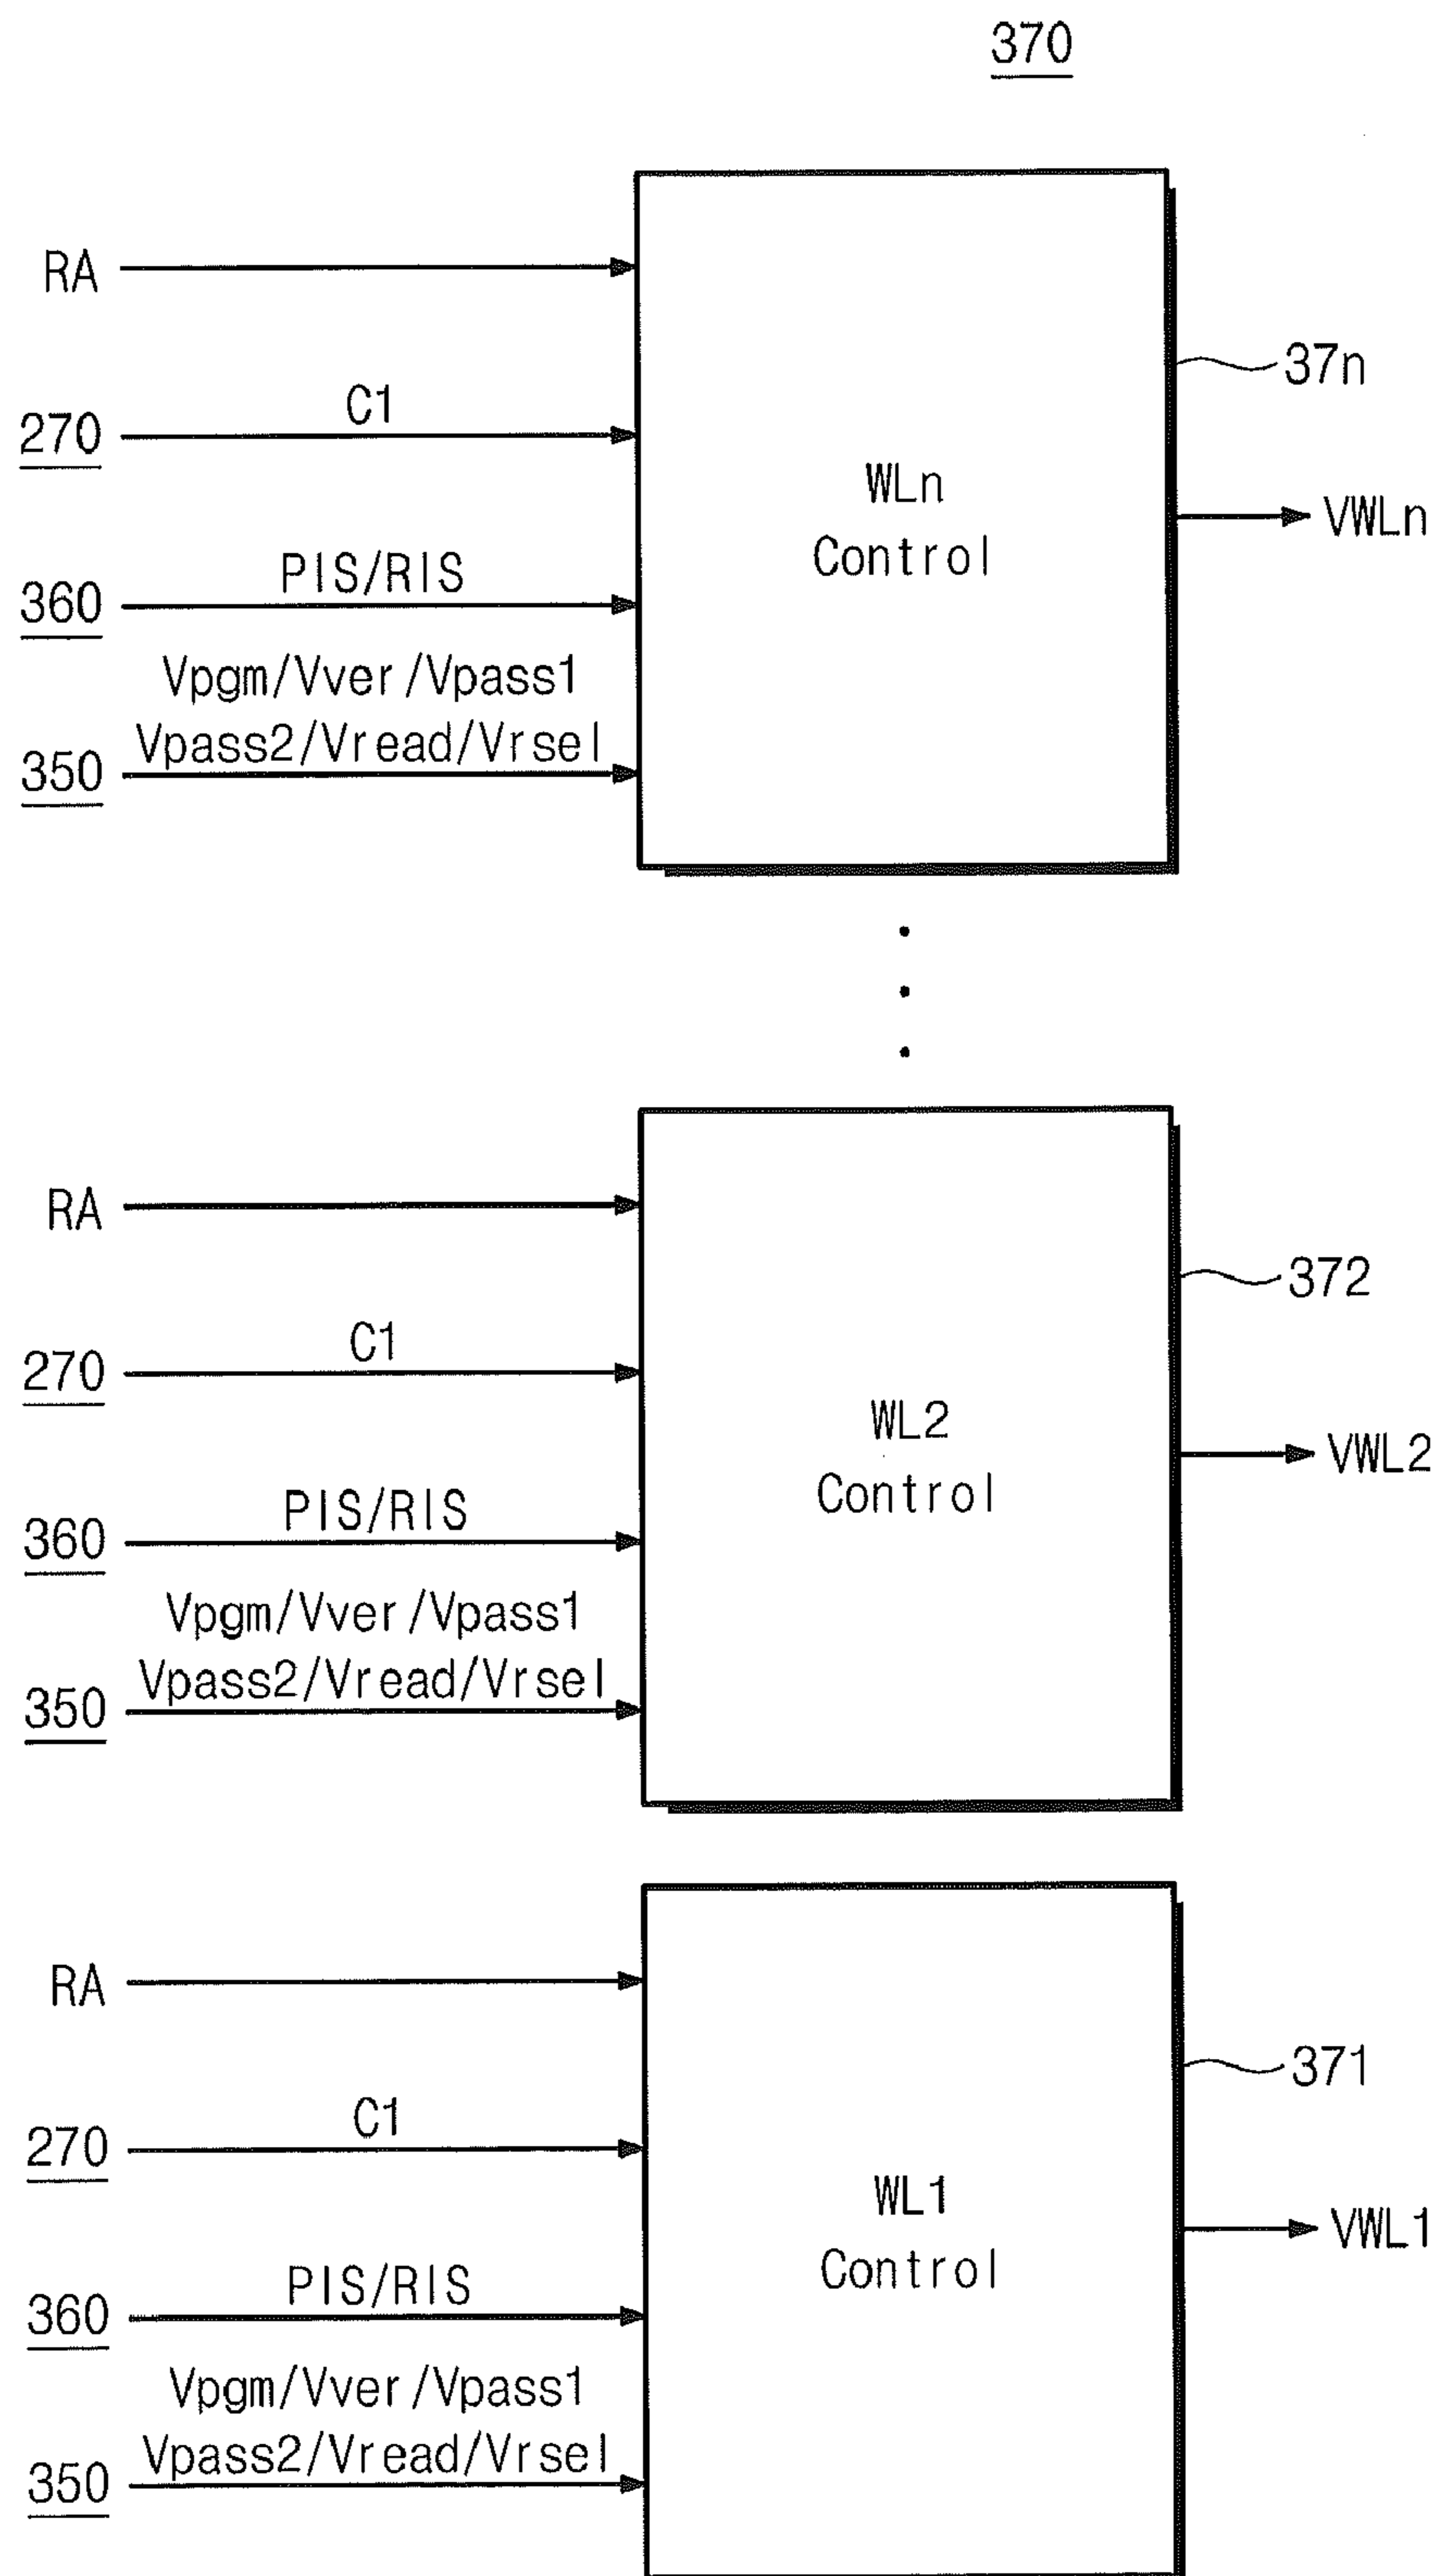 370
RA
C1
270
37n
WLn
Control
PIS/RIS
360
VWLn
Vpgm/Vver/Vpass1
Vpass2/Vread/Vrsel
350
RA
C1
270
372
WL2
Control
PIS/RIS
360
VWL2
Vpgm/Vver/Vpass1
Vpass2/Vread/Vrsel
350
RA
C1
270
371
WL1
Control
PIS/RIS
360
VWL1
Vpgm/Vver/Vpass1
Vpass2/Vread/Vrsel
350